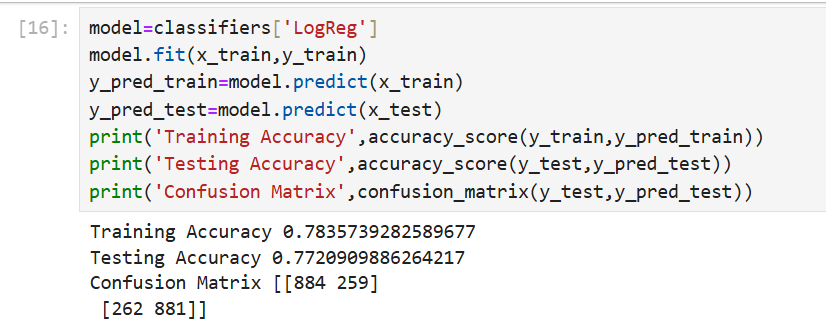 [16]:
model=classifiers['LogReg']
model.fit(x_train,y_train)
y_pred_train=model.predict(x_train)
y_pred_test=model.predict(x_test)
print('Training Accuracy',accuracy_score(y_train,y_pred_train))
print('Testing Accuracy',accuracy_score(y_test,y_pred_test))
print('Confusion Matrix',confusion_matrix(y_test,y_pred_test))
Training Accuracy 0.7835739282589677
Testing Accuracy 0.7720909886264217
Confusion Matrix [[884 259]
 [262 881]]